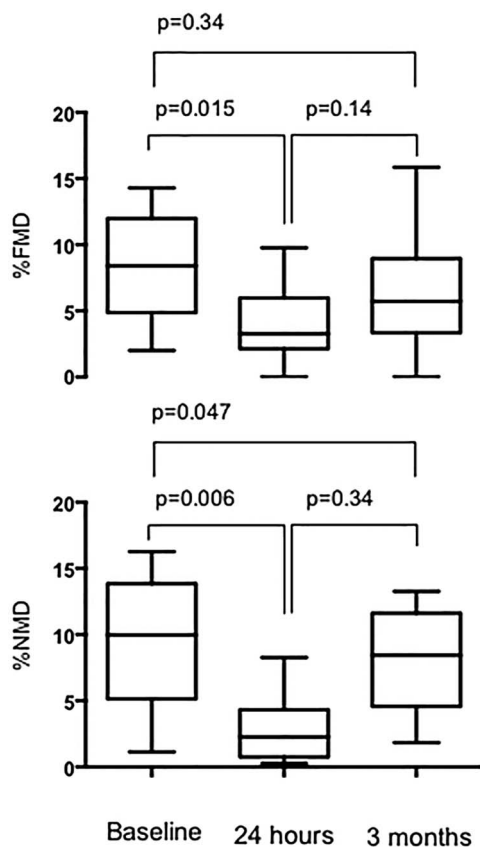 p=0.34
p=0.015 p=0.14
20
15
10
5
0
%FMD
p=0.047
p=0.006 p=0.34
20
15
10
5
0
%NMD
Baseline 24 hours 3 months